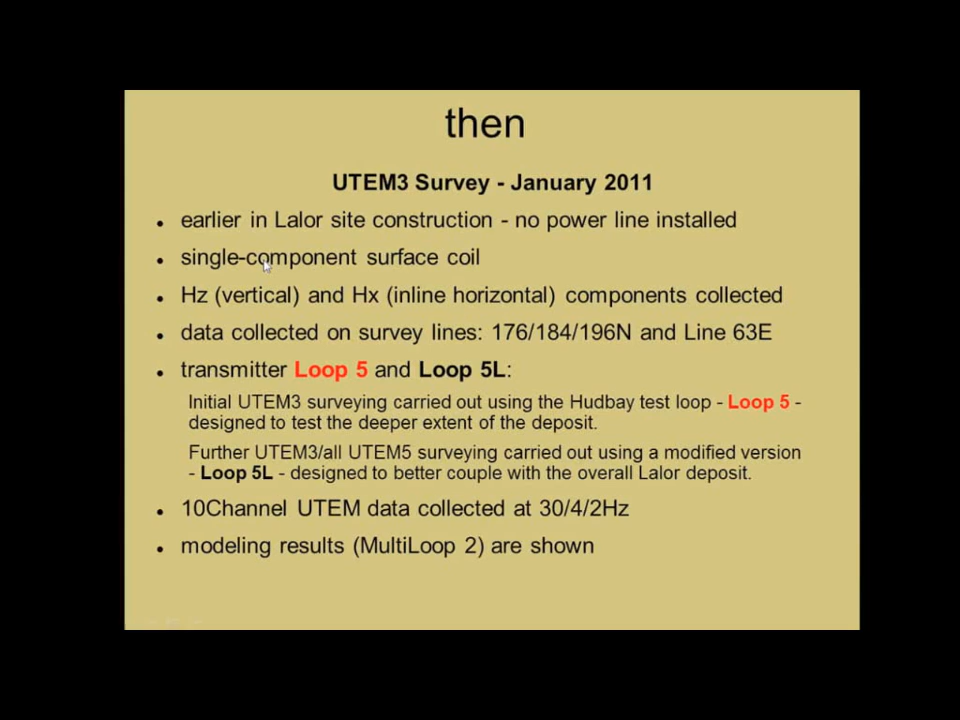 then
UTEM3 Survey - January 2011
• earlier in Lalor site construction - no power line installed
• single-component surface coil
• Hz (vertical) and Hx (inline horizontal) components collected
• data collected on survey lines: 176/184/196N and Line 63E
• transmitter Loop 5 and Loop 5L:
Initial UTEM3 surveying carried out using the Hudbay test loop - Loop 5 -
designed to test the deeper extent of the deposit.
Further UTEM3/all UTEM5 surveying carried out using a modified version
- Loop 5L - designed to better couple with the overall Lalor deposit.
• 10Channel UTEM data collected at 30/4/2Hz
• modeling results (MultiLoop 2) are shown